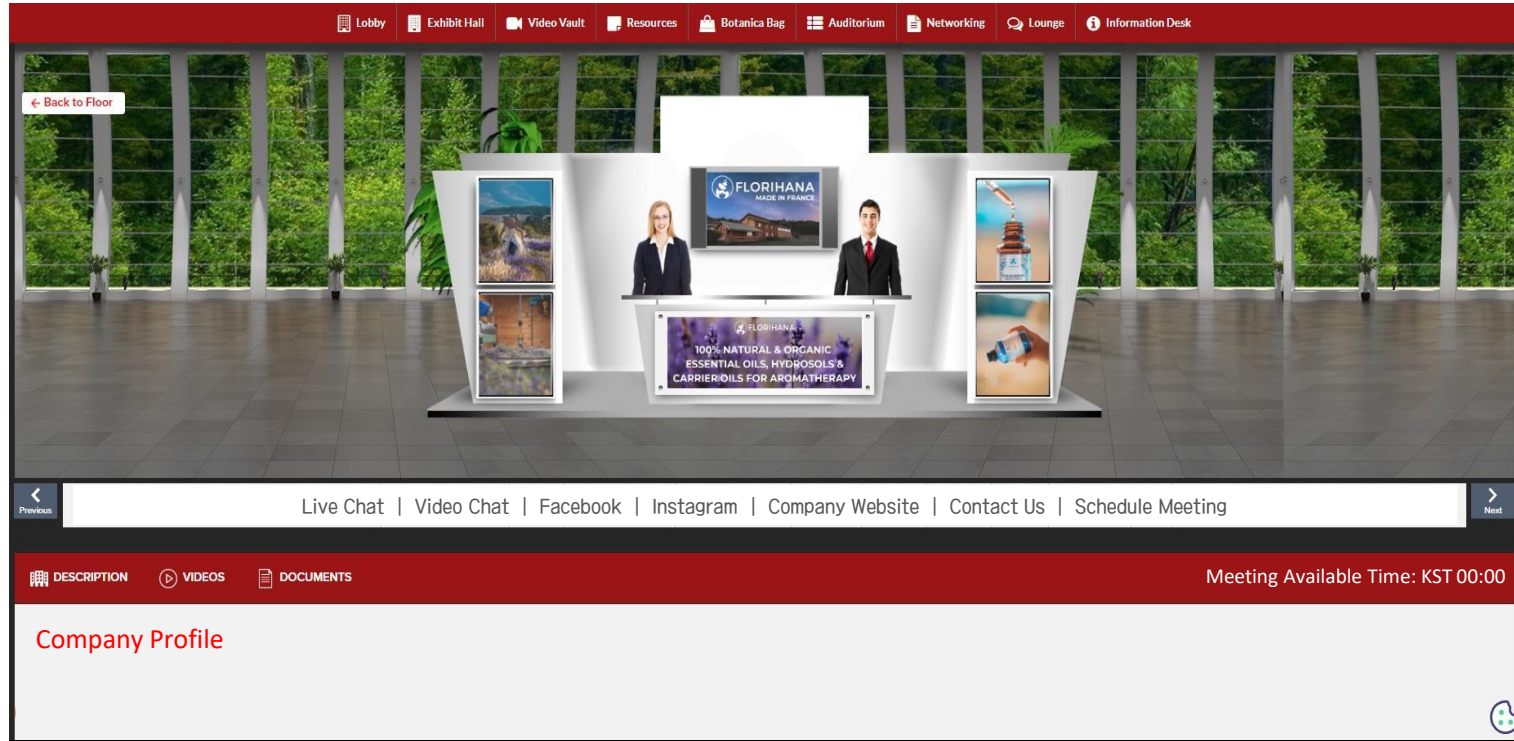 Lobby
Exhibit Hall
Video Vault
Resources
Botanica Bag
Auditorium
Networking
Lounge
Information Desk
← Back to Floor
FLORIHANA
MADE IN FRANCE
FLORIHANA
100% NATURAL & ORGANIC
ESSENTIAL OILS, HYDROSOLS &
CARRIER OILS FOR AROMATHERAPY
Previous
Live Chat | Video Chat | Facebook | Instagram | Company Website | Contact Us | Schedule Meeting
Next
DESCRIPTION
VIDEOS
DOCUMENTS
Meeting Available Time: KST 00:00
Company Profile